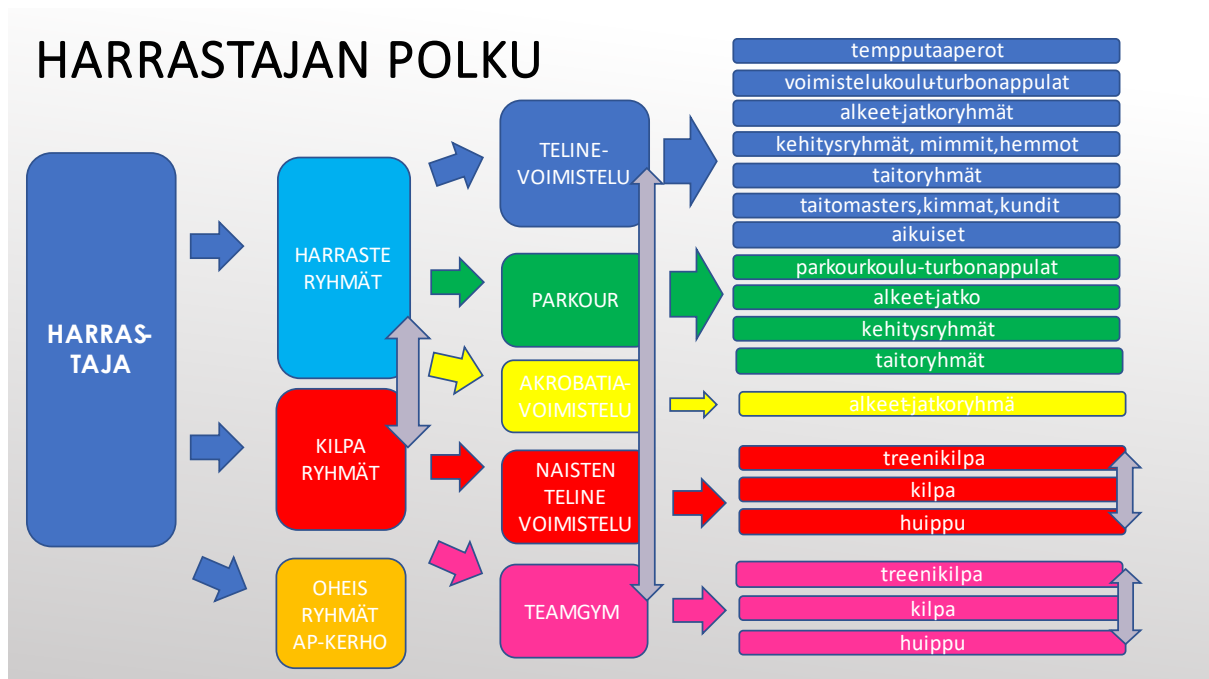 HARRASTAJAN POLKU
HARRAS-
TAJA
HARRASTE
RYHMÄT
KILPA
RYHMÄT
OHEIS
RYHMÄT
AP-KERHO
TELINE-
VOIMISTELU
PARKOUR
AKROBATIA-
VOIMISTELU
NAISTEN
TELINE
VOIMISTELU
TEAMGYM
tempputaaperot
voimistelukoulu-turbonappulat
alkeet-jatkoryhmät
kehitysryhmät, mimmit,hemmot
taitoryhmät
taitomasters,kimmat,kundit
aikuiset
parkourkoulu-turbonappulat
alkeet-jatko
kehitysryhmät
taitoryhmät
alkeet-jatkoryhmä
treenikilpa
kilpa
huippu
treenikilpa
kilpa
huippu